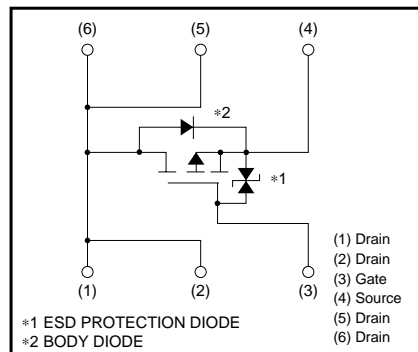 (6) (5) (4)
∗2
∗1
(1) (2) (3)
(1) Drain
(2) Drain
(3) Gate
(4) Source
(5) Drain
(6) Drain
∗1 ESD PROTECTION DIODE
∗2 BODY DIODE